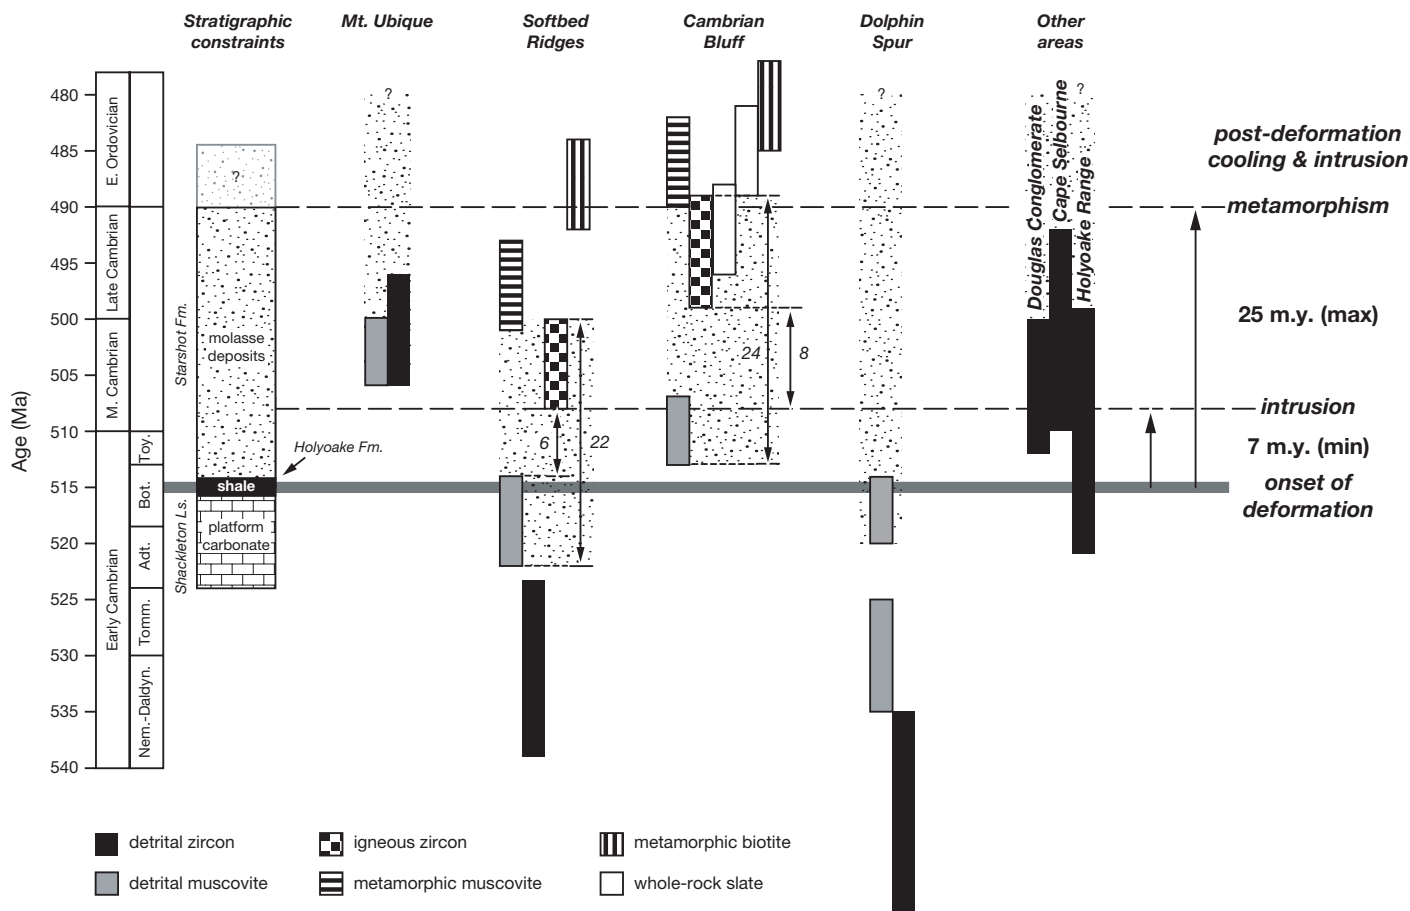 Stratigraphic
constraints
Mt. Ubique
Softbed
Ridges
Cambrian
Bluff
Dolphin
Spur
Other
areas
Age (Ma)
480
485
490
495
500
505
510
515
520
525
530
535
540
E. Ordovician
Late Cambrian
M. Cambrian
Early Cambrian
Toy.
Bot.
Adt.
Tomm.
Nem.-Daldyn.
Starshot Fm.
Shackleton Ls.
?
molasse
deposits
Holyoake Fm.
shale
platform
carbonate
?
6
22
24
8
?
?
Douglas Conglomerate
Cape Selbourne
Holyoake Range
post-deformation
cooling & intrusion
metamorphism
25 m.y. (max)
intrusion
7 m.y. (min)
onset of
deformation
detrital zircon
igneous zircon
metamorphic biotite
detrital muscovite
metamorphic muscovite
whole-rock slate